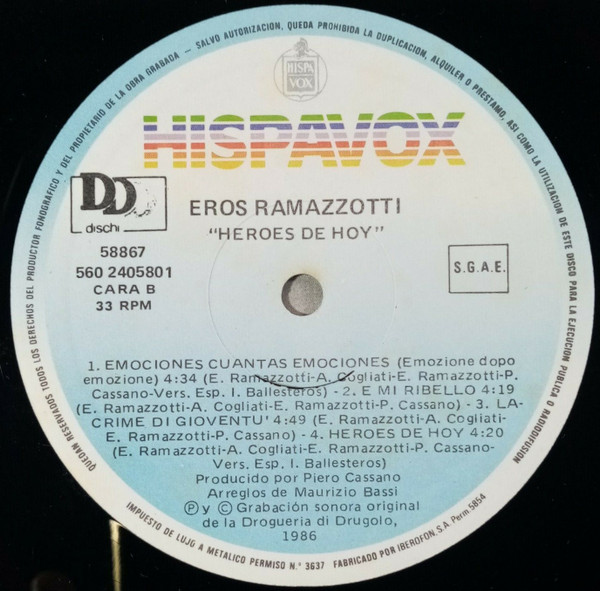 QUEDAN RESERVADOS TODOS LOS DERECHOS DEL PRODUCTOR FONOGRAFICO Y DEL PROPIETARIO DE LA OBRA GRABADA – SALVO AUTORIZACION, QUEDA PROHIBIDA LA DUPLICACION, ALQUILER O PRESTAMO, ASI COMO LA UTILIZACION DE ESTE DISCO PARA LA EJECUCION PUBLICA O RADIODIFUSION
HISPA
VOX
HISPAVOX
DD
dischi
EROS RAMAZZOTTI
"HEROES DE HOY"
58867
560 2405801
CARA B
33 RPM
S.G.A.E.
1. EMOCIONES CUANTAS EMOCIONES (Emozione dopo
emozione) 4:34 (E. Ramazzotti-A. Cogliati-E. Ramazzotti-P.
Cassano-Vers. Esp. I. Ballesteros) - 2. E MI RIBELLO 4:19
(E. Ramazzotti-A. Cogliati-E. Ramazzotti-P. Cassano) - 3. LA-
CRIME DI GIOVENTU' 4:49 (E. Ramazzotti-A. Cogliati-
E. Ramazzotti-P. Cassano) - 4. HEROES DE HOY 4:20
(E. Ramazzotti-A. Cogliati-E. Ramazzotti-P. Cassano-
Vers. Esp. I. Ballesteros)
Producido por Piero Cassano
Arreglos de Maurizio Bassi
Ⓟ y Ⓒ Grabación sonora original
de la Drogueria di Drugolo,
1986
IMPUESTO DE LUJO A METALICO PERMISO N.º 3637 FABRICADO POR IBEROFON, S.A. Perm 5854